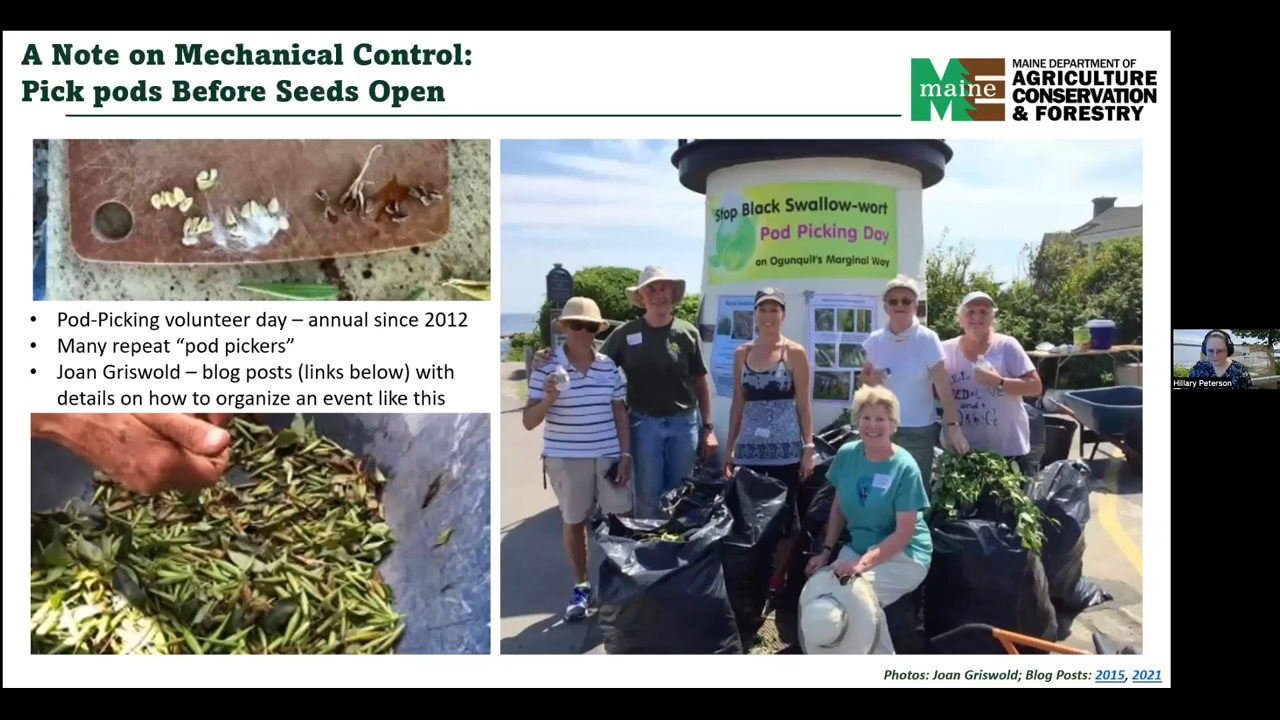 A Note on Mechanical Control:
Pick pods Before Seeds Open
maine
MAINE DEPARTMENT OF
AGRICULTURE
CONSERVATION
& FORESTRY
• Pod-Picking volunteer day – annual since 2012
• Many repeat “pod pickers”
• Joan Griswold – blog posts (links below) with
details on how to organize an event like this
Stop Black Swallow-wort
Pod Picking Day
on Ogunquit's Marginal Way
Hillary Peterson
Photos: Joan Griswold; Blog Posts: 2015, 2021